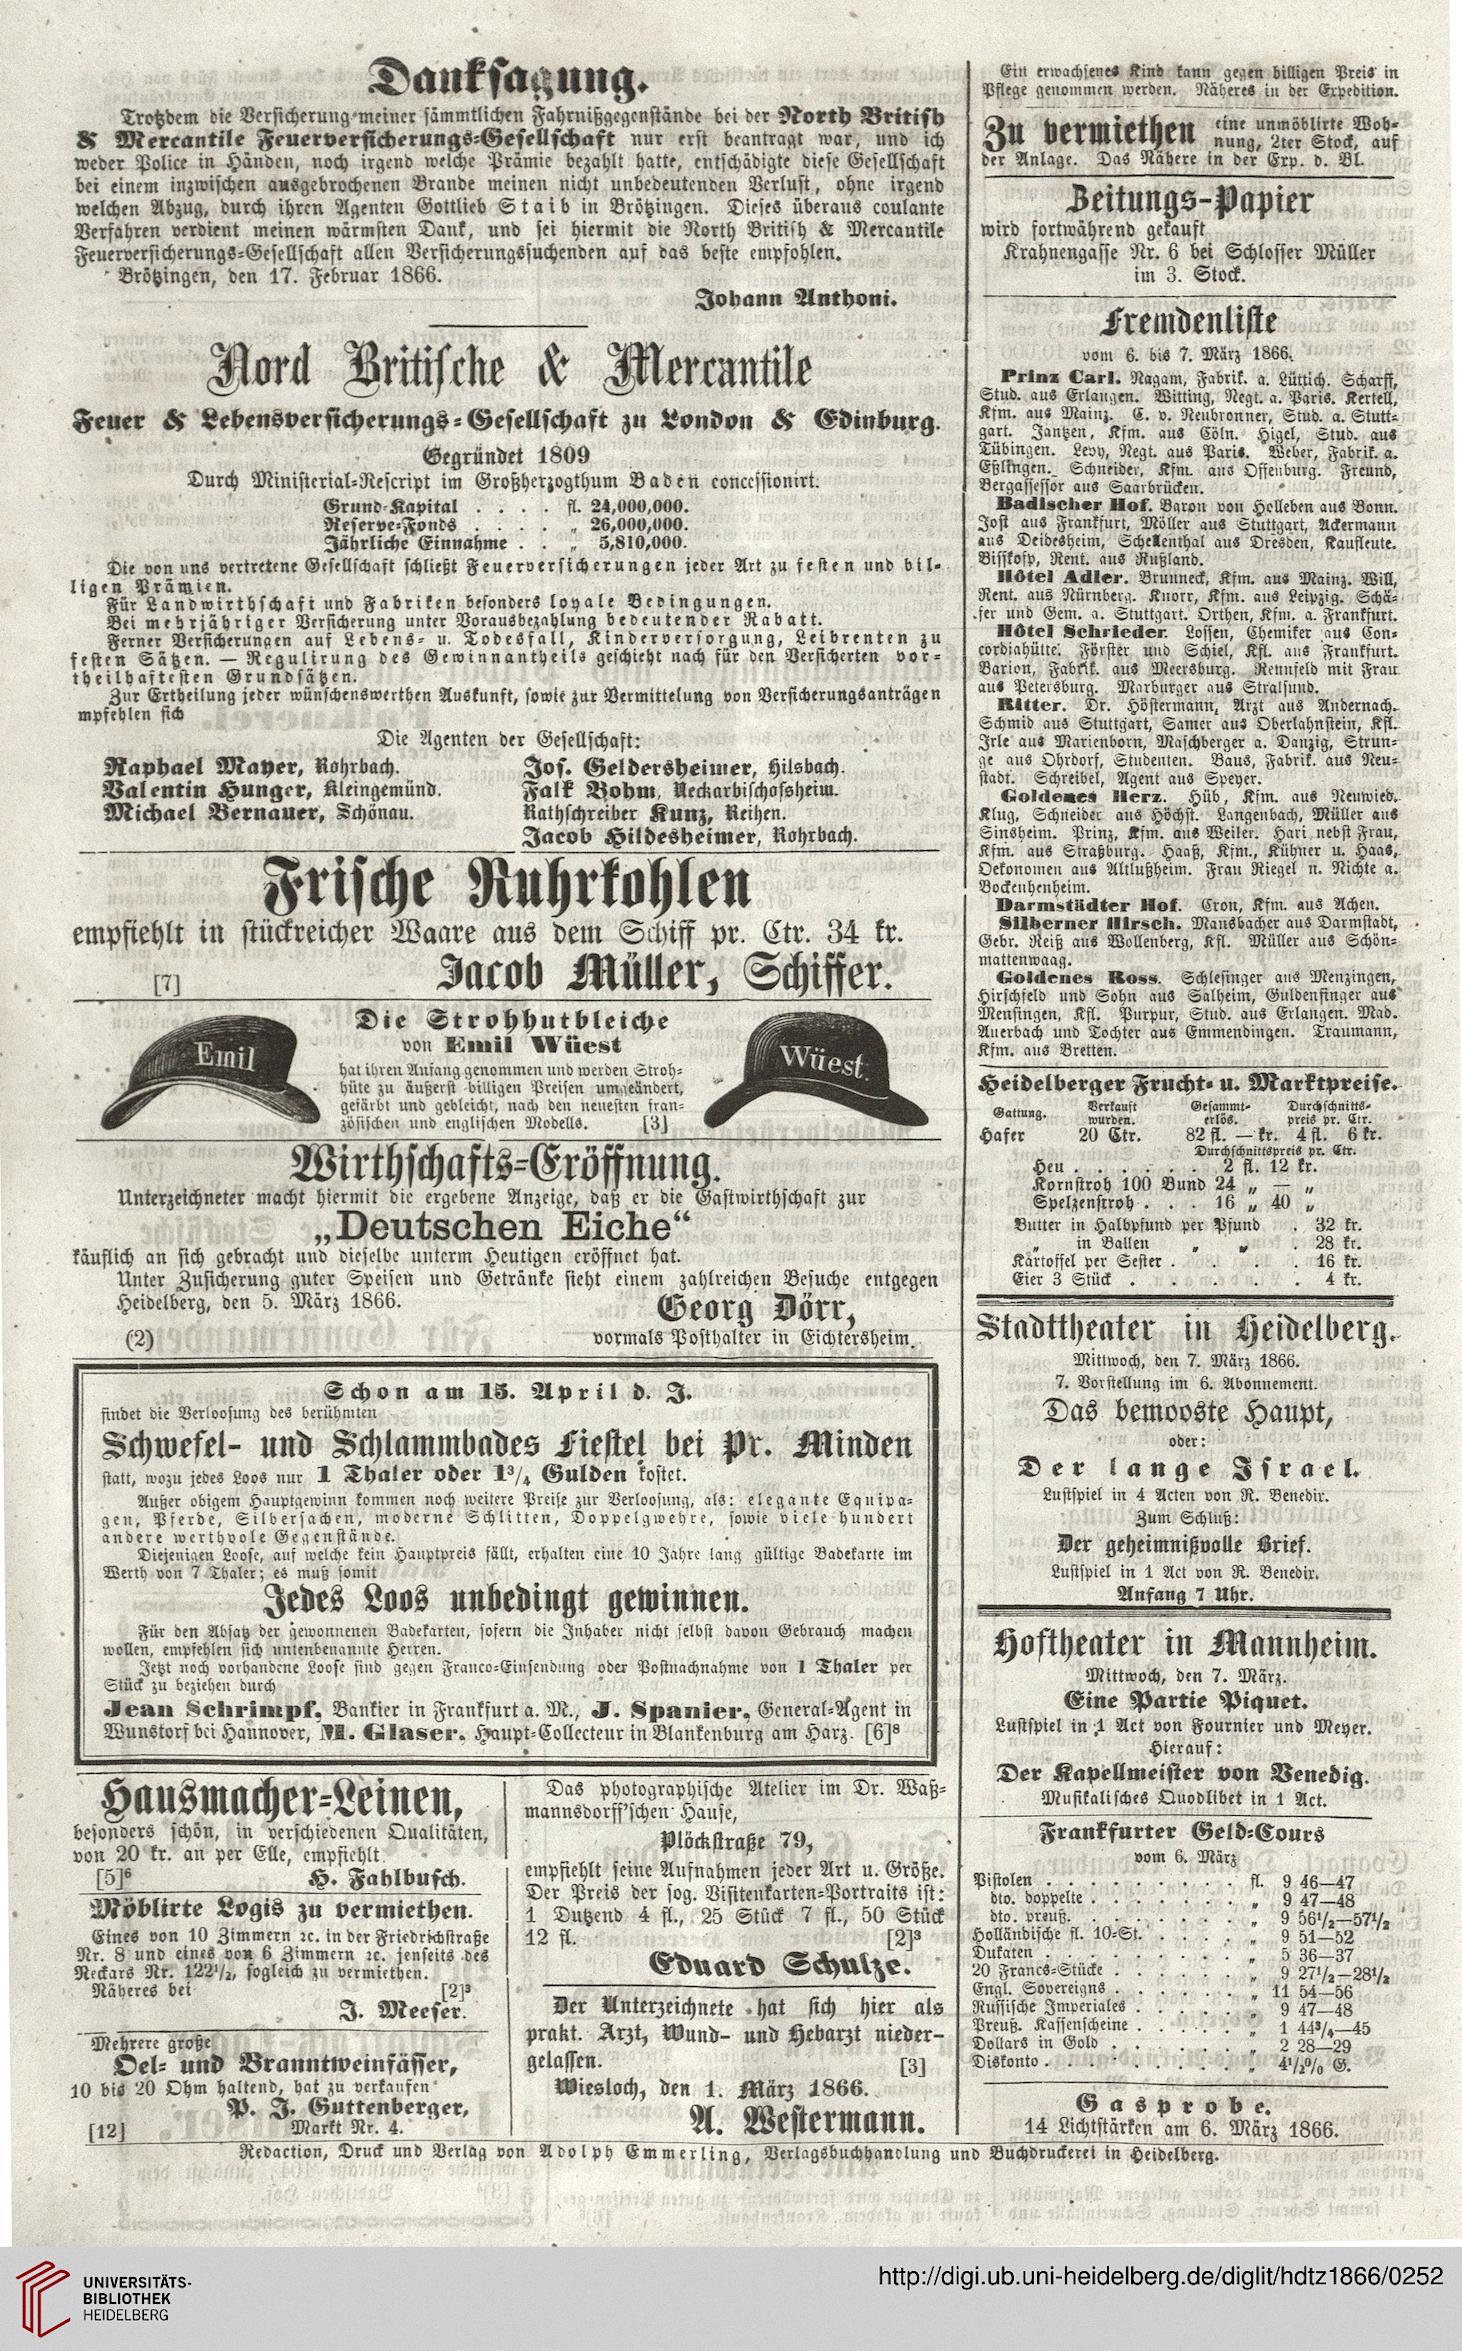 Danksagung.
Trotzdem die Versicherung meiner sämmtlichen Fahrnißgegenstände bei der North British
& Mercantile Feuerversicherungs-Gesellschaft nur erst beantragt war, und ich
weder Police in Händen, noch irgend welche Prämie bezahlt hatte, entschädigte diese Gesellschaft
bei einem inzwischen ausgebrochenen Brande meinen nicht unbedeutenden Verlust, ohne irgend
welchen Abzug, durch ihren Agenten Gottlieb Staib in Brötzingen. Dieses überaus coulante
Verfahren verdient meinen wärmsten Dank, und sei hiermit die North British & Mercantile
Feuerversicherungs-Gesellschaft allen Versicherungssuchenden auf das beste empfohlen.
Brötzingen, den 17. Februar 1866.
Johann Anthoni.
Nord Britische & Mercantile
Feuer & Lebensversicherungs-Gesellschaft zu London & Edinburg.
Gegründet 1809
Durch Ministerial-Rescript im Großherzogthum Baden concessionirt.
Grund-Kapital . . . . fl. 24,000,000.
Reserve-Fonds . . . . „ 26,000,000.
Jährliche Einnahme . . „ 5,810,000.
Die von uns vertretene Gesellschaft schließt Feuerversicherungen jeder Art zu festen und bil-
ligen Prämien.
Für Landwirthschaft und Fabriken besonders loyale Bedingungen.
Bei mehrjähriger Versicherung unter Vorausbezahlung bedeutender Rabatt.
Ferner Versicherungen auf Lebens- u. Todesfall, Kinderversorgung, Leibrenten zu
festen Sätzen. — Regulirung des Gewinnantheils geschieht nach für den Versicherten vor-
theilhaftesten Grundsätzen.
Zur Ertheilung jeder wünschenswerthen Auskunft, sowie zur Vermittelung von Versicherungsanträgen
mpfehlen sich
Die Agenten der Gesellschaft:
Raphael Mayer, Rohrbach.
Valentin Hunger, Kleingemünd.
Michael Bernauer, Schönau.
Jos. Geldersheimer, Hilsbach.
Falk Bohm, Neckarbischofsheim.
Rathschreiber Kunz, Reihen.
Jacob Hildesheimer, Rohrbach.
Frische Ruhrkohlen
empfiehlt in stückreicher Waare aus dem Schiff pr. Ctr. 34 kr.
[7] Jacob Müller, Schiffer.
Emil
Die Strohhutbleiche
von Emil Wüest
hat ihren Anfang genommen und werden Stroh-
hüte zu äußerst billigen Preisen umgeändert,
gefärbt und gebleicht, nach den neuesten fran-
zösischen und englischen Modells. [3]
Wüest.
Wirthschafts-Eröffnung.
Unterzeichneter macht hiermit die ergebene Anzeige, daß er die Gastwirthschaft zur
„Deutschen Eiche“
käuflich an sich gebracht und dieselbe unterm Heutigen eröffnet hat.
Unter Zusicherung guter Speisen und Getränke sieht einem zahlreichen Besuche entgegen
Heidelberg, den 5. März 1866.
Georg Dörr,
(2) vormals Posthalter in Eichtersheim.
Schon am 15. April d. J.
findet die Verloosung des berühmten
Schwefel- und Schlammbades Fiestel bei Pr. Minden
statt, wozu jedes Loos nur 1 Thaler oder 1¾ Gulden kostet.
Außer obigem Hauptgewinn kommen noch weitere Preise zur Verloosung, als: elegante Equipa-
gen, Pferde, Silbersachen, moderne Schlitten, Doppelgwehre, sowie viele hundert
andere werthvole Gegenstände.
Diejenigen Loose, auf welche kein Hauptpreis fällt, erhalten eine 10 Jahre lang gültige Badekarte im
Werth von 7 Thaler; es muß somit
Jedes Loos unbedingt gewinnen.
Für den Absatz der gewonnenen Badekarten, sofern die Inhaber nicht selbst davon Gebrauch machen
wollen, empfehlen sich untenbenannte Herren.
Jetzt noch vorhandene Loose sind gegen Franco-Einsendung oder Postnachnahme von 1 Thaler per
Stück zu beziehen durch
Jean Schrimpf, Bankier in Frankfurt a. M., J. Spanier, General-Agent in
Wunstorf bei Hannover, M. Glaser, Haupt-Collecteur in Blankenburg am Harz. [6]⁸
Hausmacher-Leinen,
besonders schön, in verschiedenen Qualitäten,
von 20 kr. an per Elle, empfiehlt
[5]⁶ H. Fahlbusch.
Möblirte Logis zu vermiethen.
Eines von 10 Zimmern ꝛc. in der Friedrichstraße
Nr. 8 und eines von 6 Zimmern ꝛc. jenseits des
Neckars Nr. 122½, sogleich zu vermiethen.
Näheres bei [2]³
J. Meeser.
Mehrere große
Oel- und Branntweinfässer,
10 bis 20 Ohm haltend, hat zu verkaufen
P. J. Guttenberger,
[12] Markt Nr. 4.
Das photographische Atelier im Dr. Waß-
mannsdorff'schen Hause,
Plöckstraße 79,
empfiehlt seine Aufnahmen jeder Art u. Größe.
Der Preis der sog. Visitenkarten-Portraits ist:
1 Dutzend 4 fl., 25 Stück 7 fl., 50 Stück
12 fl. [2]³
Eduard Schulze.
Der Unterzeichnete hat sich hier als
prakt. Arzt, Wund- und Hebarzt nieder-
gelassen. [3]
Wiesloch, den 1. März 1866.
A. Westermann.
Ein erwachsenes Kind kann gegen billigen Preis in
Pflege genommen werden. Näheres in der Expedition.
Zu vermiethen eine unmöblirte Woh-
nung, 2ter Stock, auf
der Anlage. Das Nähere in der Exp. d. Bl.
Zeitungs-Papier
wird fortwährend gekauft
Krahnengasse Nr. 6 bei Schlosser Müller
im 3. Stock.
Fremdenliste
vom 6. bis 7. März 1866.
Prinz Carl. Nagam, Fabrik. a. Lüttich. Scharff,
Stud. aus Erlangen. Witting, Negt. a. Paris. Kertell,
Kfm. aus Mainz. C. v. Neubronner, Stud. a. Stutt-
gart. Jantzen, Kfm. aus Cöln. Higel, Stud. aus
Tübingen. Levy, Negt. aus Paris. Weber, Fabrik. a.
Eßlingen. Schneider, Kfm. aus Offenburg. Freund,
Bergassessor aus Saarbrücken.
Badischer Hof. Baron von Helleben aus Bonn.
Jost aus Frankfurt, Möller aus Stuttgart, Ackermann
aus Deidesheim, Schellenthal aus Dresden, Kaufleute.
Bisskosp, Rent. aus Rußland.
Hôtel Adler. Brunneck, Kfm. aus Mainz. Will,
Rent. aus Nürnberg. Knorr, Kfm. aus Leipzig. Schä-
fer und Gem. a. Stuttgart. Orthen, Kfm. a. Frankfurt.
Hôtel Schrieder. Lossen, Chemiker aus Con-
cordiahütte. Förster und Schiel, Kfl. aus Frankfurt.
Barion, Fabrik. aus Meersburg. Rennfeld mit Frau
aus Petersburg. Marburger aus Stralsund.
Ritter. Dr. Höstermann, Arzt aus Andernach.
Schmid aus Stuttgart, Samer aus Oberlahnstein, Kfl.
Irle aus Marienborn, Maschberger a. Danzig, Strun-
ge aus Ohrdorf, Studenten. Baus, Fabrik. aus Neu-
stadt. Schreibel, Agent aus Speyer.
Goldenes Herz. Hüb, Kfm. aus Neuwied.
Klug, Schneider aus Höchst. Langenbach, Müller aus
Sinsheim. Prinz, Kfm. aus Weiler. Hari nebst Frau,
Kfm. aus Straßburg. Haaß, Kfm., Kühner u. Haas,
Oekonomen aus Altlußheim. Frau Riegel n. Nichte a.
Bockenhenheim.
Darmstädter Hof. Cron, Kfm. aus Achen.
Silberner Hirsch. Mansbacher aus Darmstadt,
Gebr. Reiß aus Wollenberg, Kfl. Müller aus Schön-
mattenwaag.
Goldenes Ross. Schlesinger aus Menzingen,
Hirschfeld und Sohn aus Salheim, Guldensinger aus
Mensingen, Kfl. Purpur, Stud. aus Erlangen. Mad.
Auerbach und Tochter aus Emmendingen. Traumann,
Kfm. aus Bretten.
Heidelberger Frucht- u. Marktpreise.
Gattung. Verkauft wurden. Gesammt-erlös. Durchschnitts-preis pr. Ctr.
Hafer 20 Ctr. 82 fl. — kr. 4 fl. 6 kr.
Durchschnittspreis pr. Ctr.
Heu . . . . . . 2 fl. 12 kr.
Kornstroh 100 Bund 24 „ — „
Spelzenstroh . . . 16 „ 40 „
Butter in Halbpfund per Pfund . 32 kr.
„ in Ballen „ „ . 28 kr.
Kartoffel per Sester . . . . 16 kr.
Eier 3 Stück . . . . . . 4 kr.
Stadttheater in Heidelberg.
Mittwoch, den 7. März 1866.
7. Vorstellung im 6. Abonnement.
Das bemooste Haupt,
oder:
Der lange Israel.
Lustspiel in 4 Acten von R. Benedix.
Zum Schluß:
Der geheimnißvolle Brief.
Lustspiel in 1 Act von R. Benedix.
Anfang 7 Uhr.
Hoftheater in Mannheim.
Mittwoch, den 7. März.
Eine Partie Piquet.
Lustspiel in 1 Act von Fournier und Meyer.
Hierauf:
Der Kapellmeister von Venedig.
Musikalisches Quodlibet in 1 Act.
Frankfurter Geld-Cours
vom 6. März
Pistolen . . . . . . . . fl. 9 46—47
dto. doppelte . . . . . . . „ 9 47—48
dto. preuß. . . . . . . . „ 9 56½—57½
Holländische fl. 10-St. . . . . „ 9 51—52
Dukaten . . . . . . . . „ 5 36—37
20 Francs-Stücke . . . . . . „ 9 27½—28½
Engl. Sovereigns . . . . . . „ 11 54—56
Russische Imperiales . . . . . „ 9 47—48
Preuß. Kassenscheine . . . . . „ 1 44¾—45
Dollars in Gold . . . . . . „ 2 28—29
Diskonto . . . . . . . . „ 4½% G.
Gasprobe.
14 Lichtstärken am 6. März 1866.
Redaction, Druck und Verlag von Adolph Emmerling, Verlagsbuchhandlung und Buchdruckerei in Heidelberg.
UNIVERSITÄTS-
BIBLIOTHEK
HEIDELBERG
http://digi.ub.uni-heidelberg.de/diglit/hdtz1866/0252